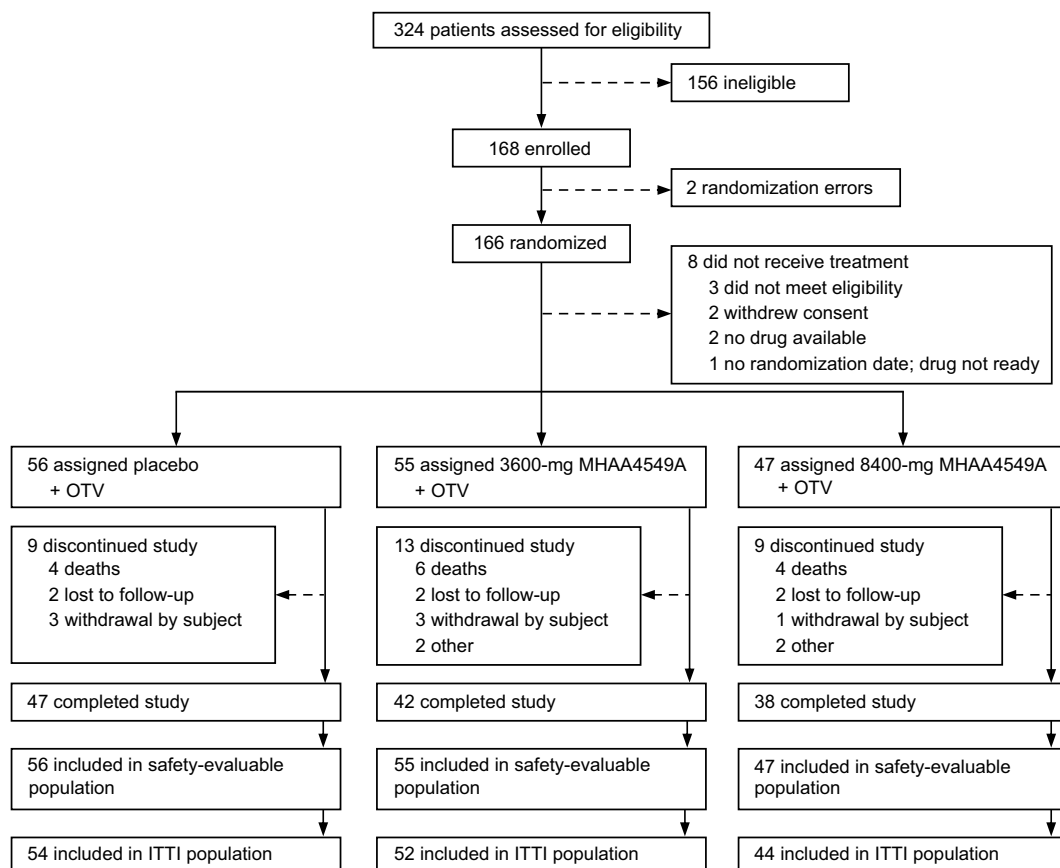 324 patients assessed for eligibility
156 ineligible
168 enrolled
2 randomization errors
166 randomized
8 did not receive treatment
3 did not meet eligibility
2 withdrew consent
2 no drug available
1 no randomization date; drug not ready
56 assigned placebo
+ OTV
55 assigned 3600-mg MHAA4549A
+ OTV
47 assigned 8400-mg MHAA4549A
+ OTV
9 discontinued study
4 deaths
2 lost to follow-up
3 withdrawal by subject
13 discontinued study
6 deaths
2 lost to follow-up
3 withdrawal by subject
2 other
9 discontinued study
4 deaths
2 lost to follow-up
1 withdrawal by subject
2 other
47 completed study
42 completed study
38 completed study
56 included in safety-evaluable
population
55 included in safety-evaluable
population
47 included in safety-evaluable
population
54 included in ITTI population
52 included in ITTI population
44 included in ITTI population